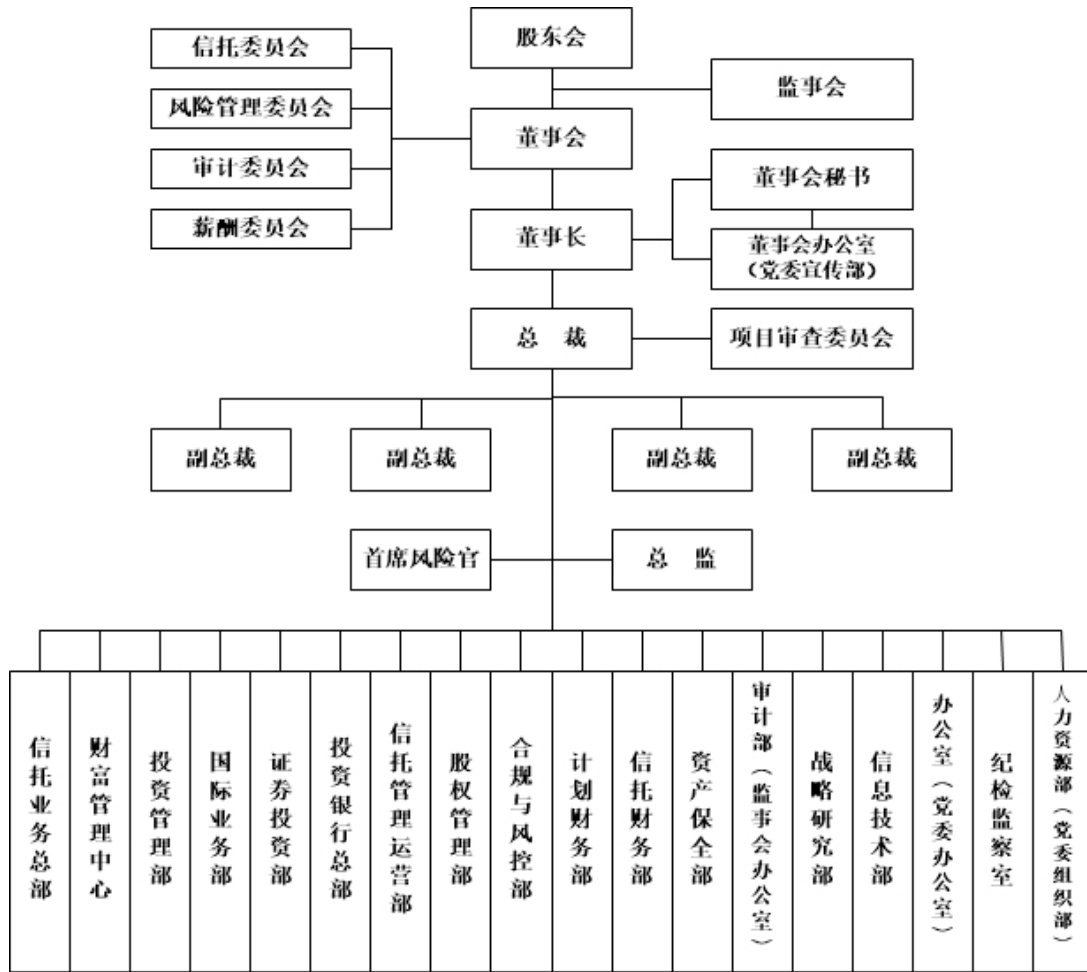 股东会
信托委员会
监事会
风险管理委员会
董事会
审计委员会
董事会秘书
薪酬委员会
董事长
董事会办公室
（党委宣传部）
总　裁
项目审查委员会
副总裁
副总裁
副总裁
副总裁
首席风险官
总　监
信托业务总部
财富管理中心
投资管理部
国际业务部
证券投资部
投资银行总部
信托管理运营部
股权管理部
合规与风控部
计划财务部
信托财务部
资产保全部
审计部（监事会办公室）
战略研究部
信息技术部
办公室（党委办公室）
纪检监察室
人力资源部（党委组织部）